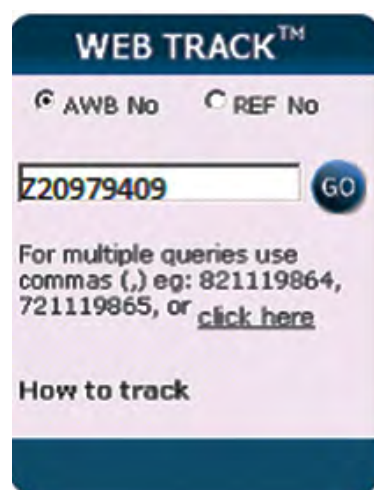 WEB TRACK™
AWB No REF No
Z20979409 GO
For multiple queries use
commas (,) eg: 821119864,
721119865, or click here
How to track